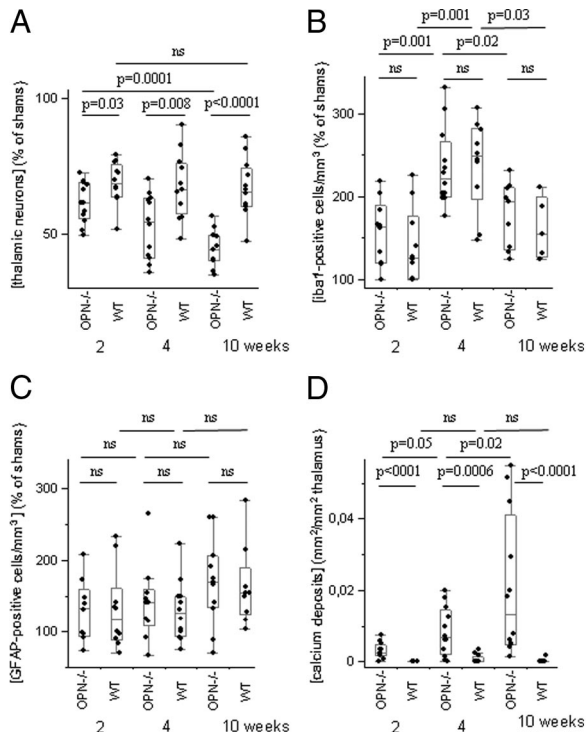 A
ns
p=0.0001
p=0.03 p=0.008 p<0.0001
[thalamic neurons] (% of shams}
100
50
OPN-/- WT OPN-/- WT OPN-/- WT
2 4 10 weeks
B
p=0.001 p=0.03
p=0.001 p=0.02
ns ns ns
[iba1-positive cells/mm³ (% of shams}
300
200
100
OPN-/- WT OPN-/- WT OPN-/- WT
2 4 10 weeks
C
ns ns
ns ns
ns ns ns
[GFAP-positive cells/mm³] (% of shams)
300
200
100
OPN-/- WT OPN-/- WT OPN-/- WT
2 4 10 weeks
D
ns ns
p=0.05 p=0.02
p<0001 p=0.0006 p<0.0001
[calcium deposits] (mm²/mm² thalamus)
0,04
0,02
0
OPN-/- WT OPN-/- WT OPN-/- WT
2 4 10 weeks